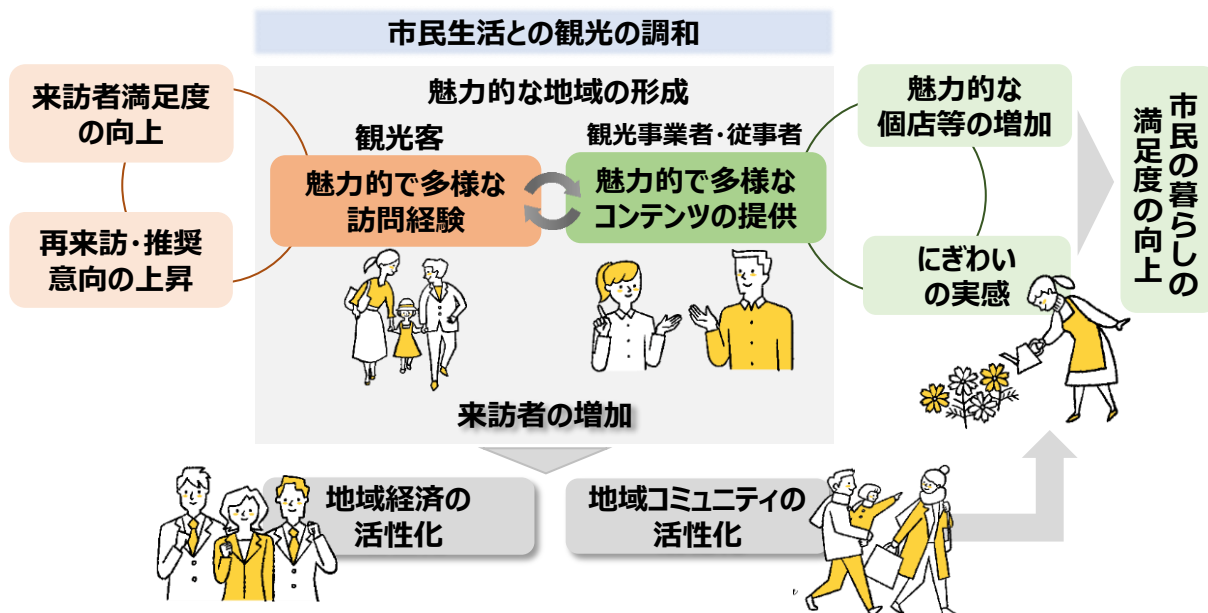 市民生活との観光の調和
魅力的な地域の形成
来訪者満足度
の向上
再来訪・推奨
意向の上昇
観光客
魅力的で多様な
訪問経験
観光事業者・従事者
魅力的で多様な
コンテンツの提供
魅力的な
個店等の増加
にぎわい
の実感
市民の暮らしの
満足度の向上
来訪者の増加
地域経済の
活性化
地域コミュニティの
活性化